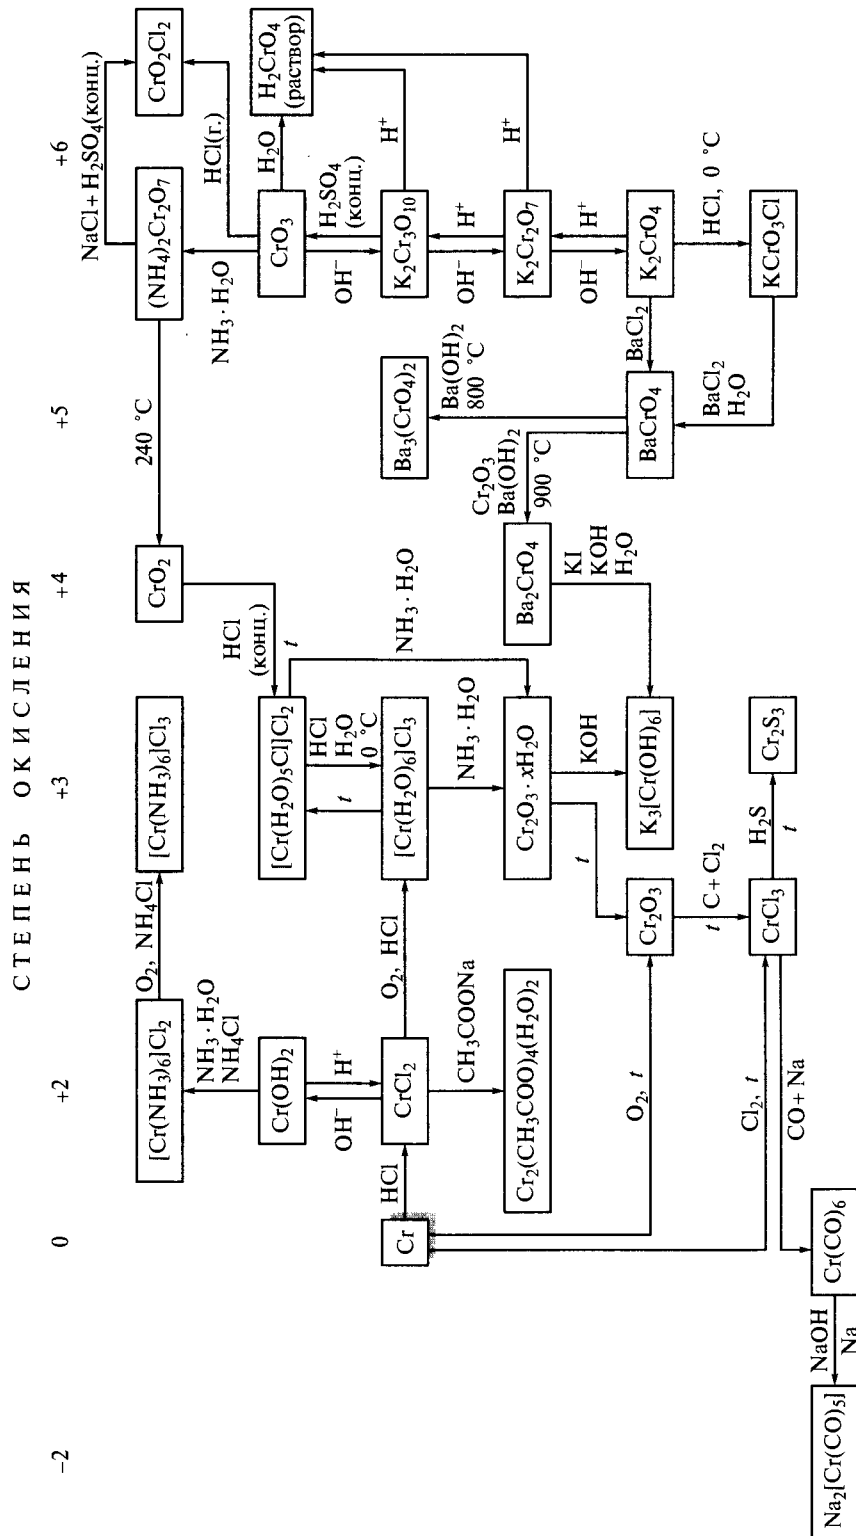 СТЕПЕНЬ ОКИСЛЕНИЯ
−2
0
+2
+3
+4
+5
+6
[Cr(NH₃)₆]Cl₂
O₂, NH₄Cl
[Cr(NH₃)₆]Cl₃
CrO₂
240 °C
(NH₄)₂Cr₂O₇
NaCl + H₂SO₄(конц.)
CrO₂Cl₂
NH₃ · H₂O
NH₄Cl
HCl
(конц.)
NH₃ · H₂O
HCl(г.)
Cr(OH)₂
[Cr(H₂O)₅Cl]Cl₂
t
CrO₃
H₂O
H₂CrO₄
(раствор)
OH⁻
H⁺
t
HCl
H₂O
0 °C
NH₃ · H₂O
OH⁻
H₂SO₄
(конц.)
Cr
HCl
CrCl₂
O₂, HCl
[Cr(H₂O)₆]Cl₃
Ba₃(CrO₄)₂
K₂Cr₃O₁₀
H⁺
CH₃COONa
NH₃ · H₂O
Cr₂O₃
Ba(OH)₂
900 °C
Ba(OH)₂
800 °C
OH⁻
H⁺
Cr₂(CH₃COO)₄(H₂O)₂
Cr₂O₃ · xH₂O
Ba₂CrO₄
K₂Cr₂O₇
H⁺
t
KOH
KI
KOH
H₂O
OH⁻
H⁺
O₂, t
Cr₂O₃
K₃[Cr(OH)₆]
BaCrO₄
BaCl₂
K₂CrO₄
t
C + Cl₂
BaCl₂
H₂O
HCl, 0 °C
Cl₂, t
CrCl₃
H₂S
t
Cr₂S₃
KCrO₃Cl
CO + Na
Na₂[Cr(CO)₅]
NaOH
Na
Cr(CO)₆